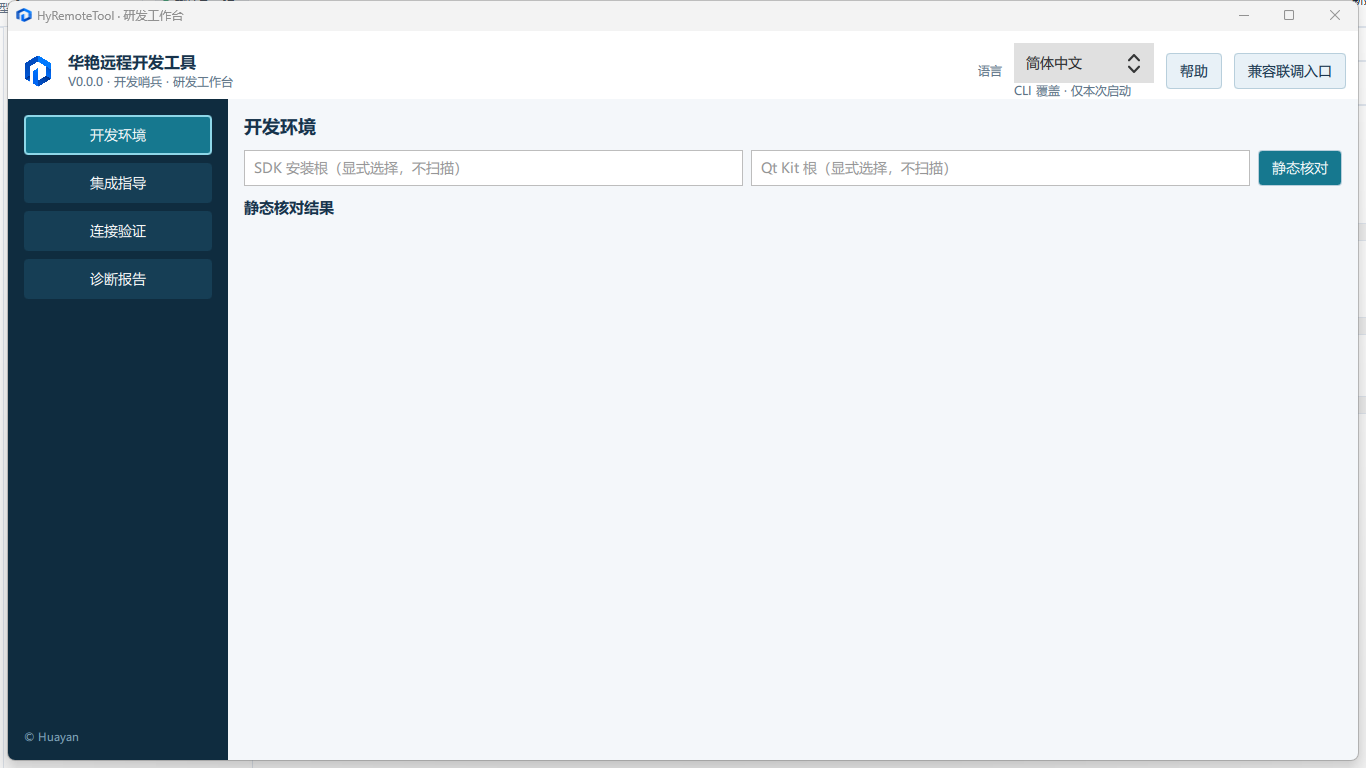 HyRemoteTool · 研发工作台
华艳远程开发工具
V0.0.0 · 开发哨兵 · 研发工作台
语言
简体中文
CLI 覆盖 · 仅本次启动
帮助
兼容联调入口
开发环境
集成指导
连接验证
诊断报告
© Huayan
开发环境
SDK 安装根（显式选择，不扫描）
Qt Kit 根（显式选择，不扫描）
静态核对
静态核对结果